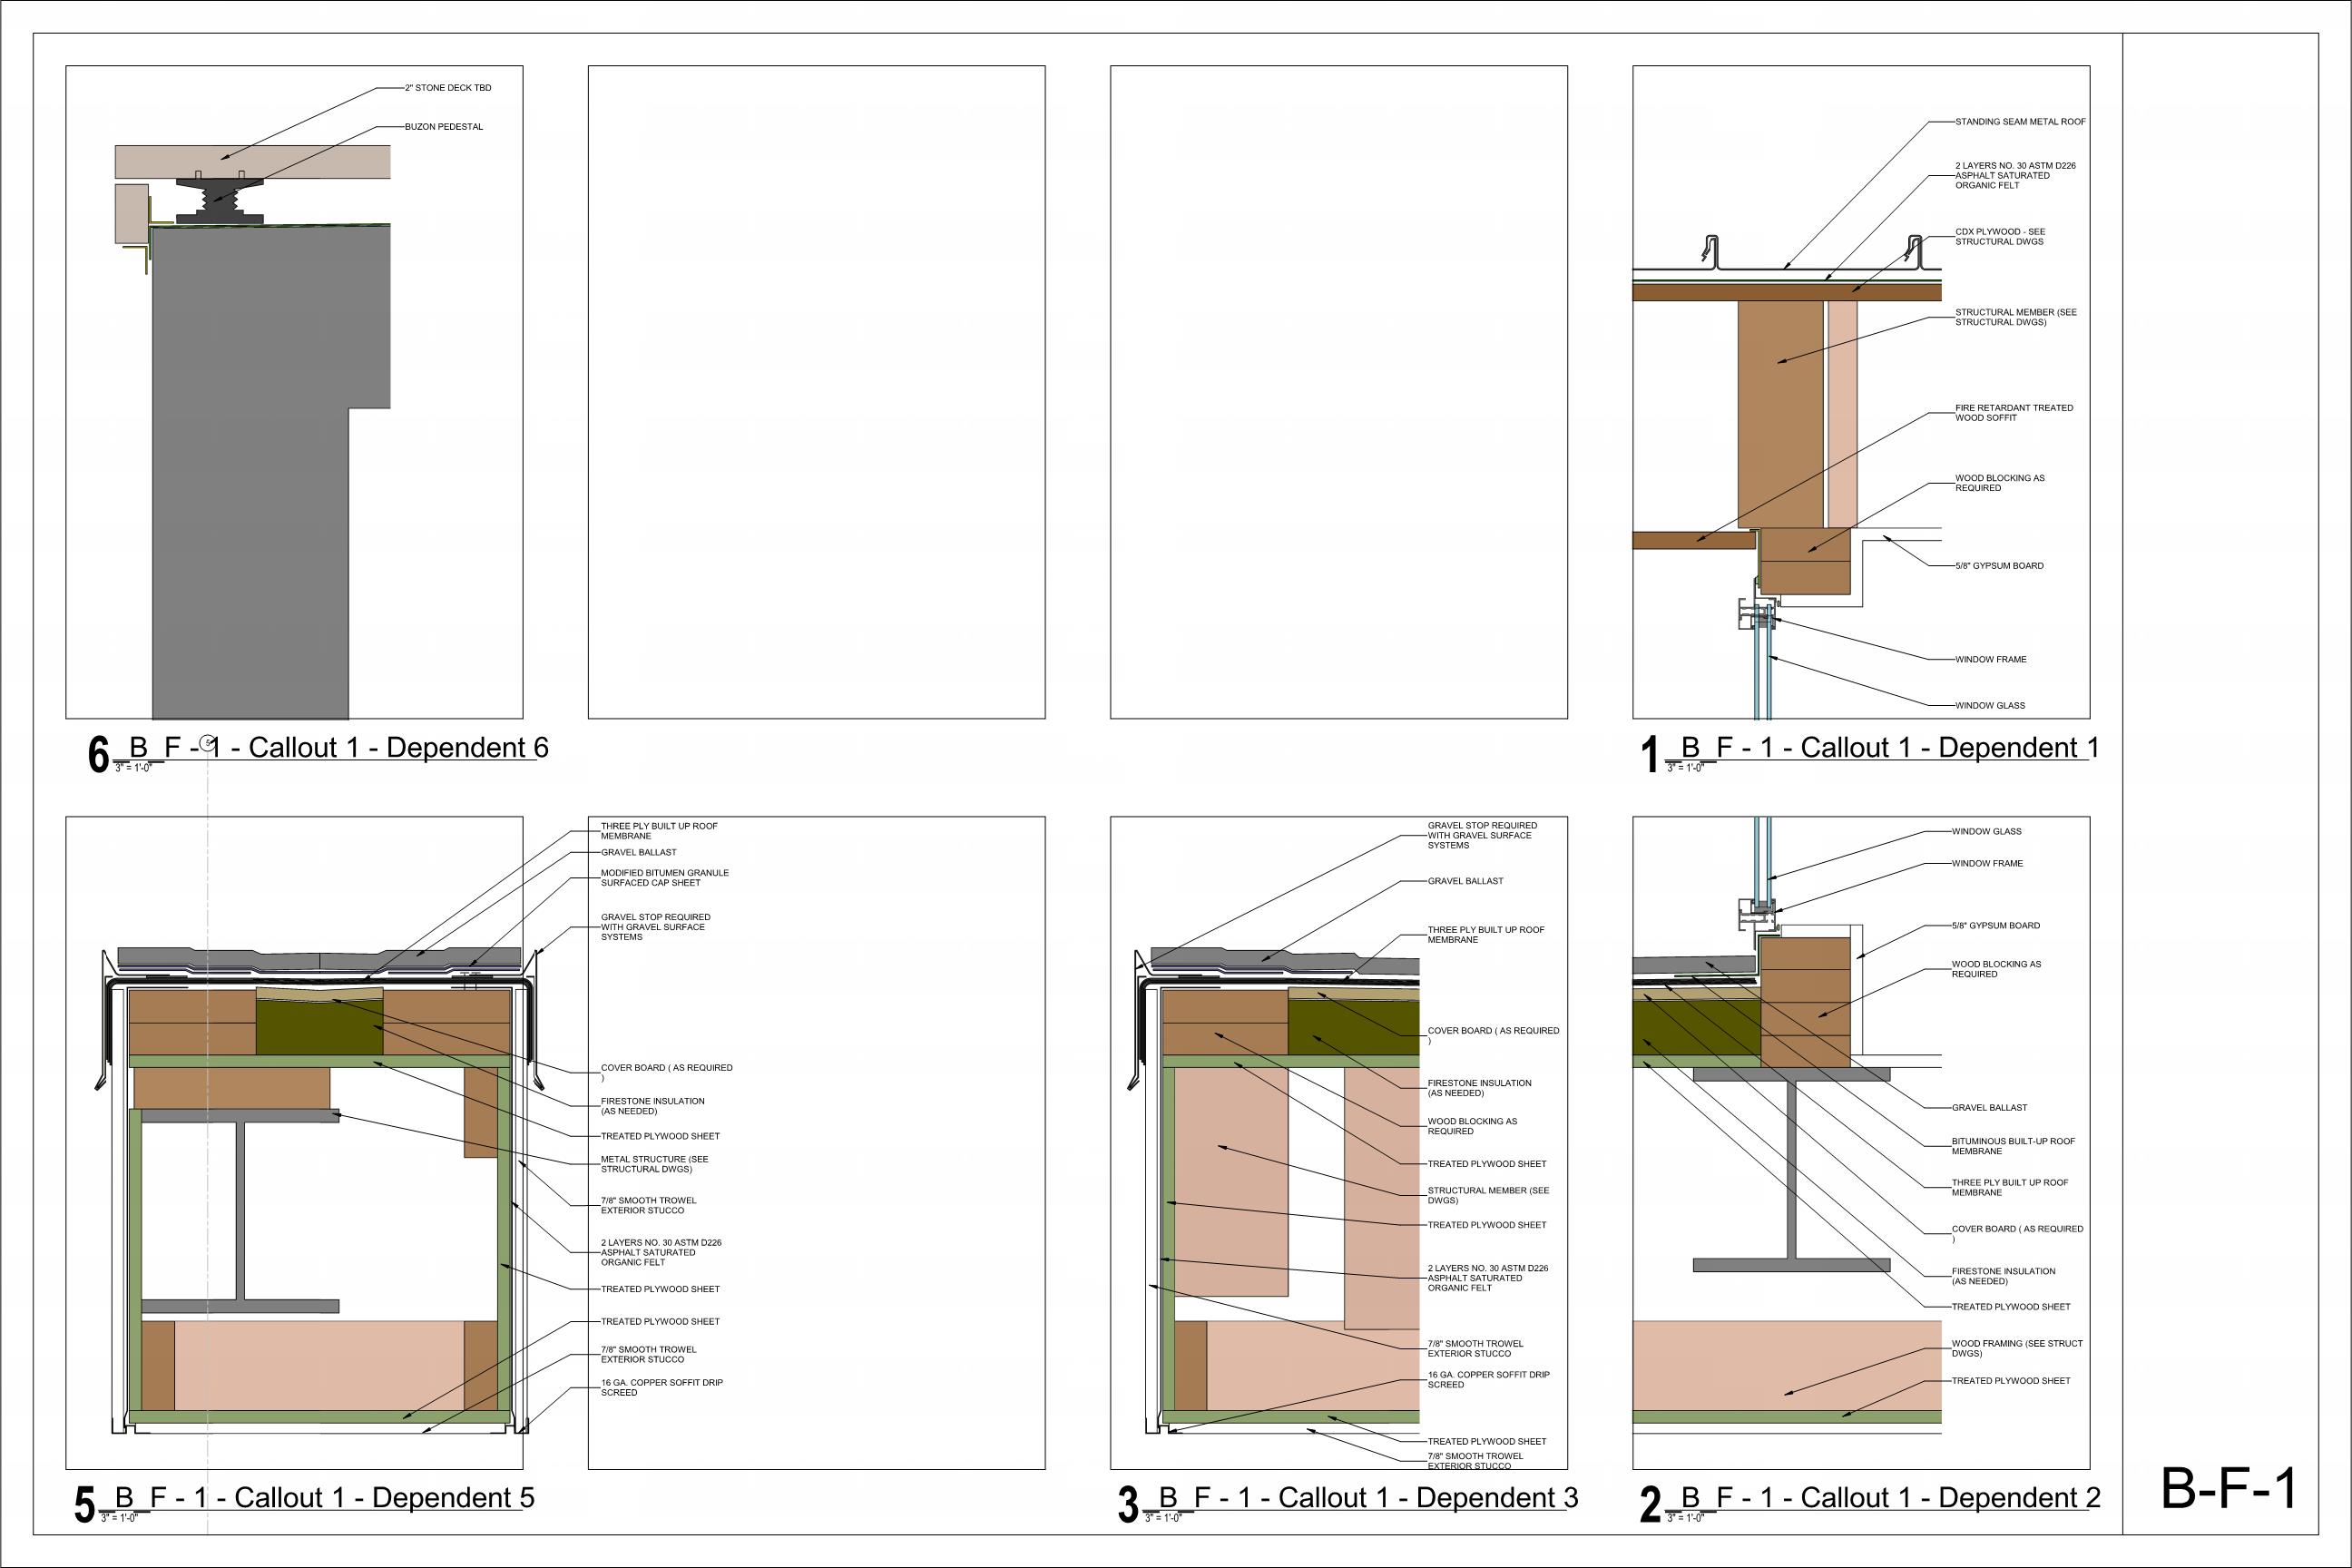 2" STONE DECK TBD
BUZON PEDESTAL
6
B_F - 1 - Callout 1 - Dependent 6
3" = 1'-0"
5
STANDING SEAM METAL ROOF
2 LAYERS NO. 30 ASTM D226
ASPHALT SATURATED
ORGANIC FELT
CDX PLYWOOD - SEE
STRUCTURAL DWGS
STRUCTURAL MEMBER (SEE
STRUCTURAL DWGS)
FIRE RETARDANT TREATED
WOOD SOFFIT
WOOD BLOCKING AS
REQUIRED
5/8" GYPSUM BOARD
WINDOW FRAME
WINDOW GLASS
1
B_F - 1 - Callout 1 - Dependent 1
3" = 1'-0"
THREE PLY BUILT UP ROOF
MEMBRANE
GRAVEL BALLAST
MODIFIED BITUMEN GRANULE
SURFACED CAP SHEET
GRAVEL STOP REQUIRED
WITH GRAVEL SURFACE
SYSTEMS
COVER BOARD ( AS REQUIRED
)
FIRESTONE INSULATION
(AS NEEDED)
TREATED PLYWOOD SHEET
METAL STRUCTURE (SEE
STRUCTURAL DWGS)
7/8" SMOOTH TROWEL
EXTERIOR STUCCO
2 LAYERS NO. 30 ASTM D226
ASPHALT SATURATED
ORGANIC FELT
TREATED PLYWOOD SHEET
TREATED PLYWOOD SHEET
7/8" SMOOTH TROWEL
EXTERIOR STUCCO
16 GA. COPPER SOFFIT DRIP
SCREED
5
B_F - 1 - Callout 1 - Dependent 5
3" = 1'-0"
GRAVEL STOP REQUIRED
WITH GRAVEL SURFACE
SYSTEMS
GRAVEL BALLAST
THREE PLY BUILT UP ROOF
MEMBRANE
COVER BOARD ( AS REQUIRED
)
FIRESTONE INSULATION
(AS NEEDED)
WOOD BLOCKING AS
REQUIRED
TREATED PLYWOOD SHEET
STRUCTURAL MEMBER (SEE
DWGS)
TREATED PLYWOOD SHEET
2 LAYERS NO. 30 ASTM D226
ASPHALT SATURATED
ORGANIC FELT
7/8" SMOOTH TROWEL
EXTERIOR STUCCO
16 GA. COPPER SOFFIT DRIP
SCREED
TREATED PLYWOOD SHEET
7/8" SMOOTH TROWEL
EXTERIOR STUCCO
3
B_F - 1 - Callout 1 - Dependent 3
3" = 1'-0"
WINDOW GLASS
WINDOW FRAME
5/8" GYPSUM BOARD
WOOD BLOCKING AS
REQUIRED
GRAVEL BALLAST
BITUMINOUS BUILT-UP ROOF
MEMBRANE
THREE PLY BUILT UP ROOF
MEMBRANE
COVER BOARD ( AS REQUIRED
)
FIRESTONE INSULATION
(AS NEEDED)
TREATED PLYWOOD SHEET
WOOD FRAMING (SEE STRUCT
DWGS)
TREATED PLYWOOD SHEET
2
B_F - 1 - Callout 1 - Dependent 2
3" = 1'-0"
B-F-1